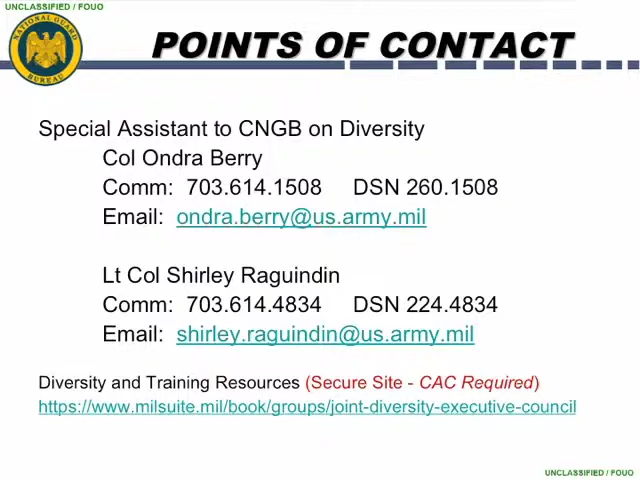 UNCLASSIFIED / FOUO
NATIONAL GUARD
BUREAU
POINTS OF CONTACT
Special Assistant to CNGB on Diversity
Col Ondra Berry
Comm: 703.614.1508 DSN 260.1508
Email: ondra.berry@us.army.mil
Lt Col Shirley Raguindin
Comm: 703.614.4834 DSN 224.4834
Email: shirley.raguindin@us.army.mil
Diversity and Training Resources (Secure Site - CAC Required)
https://www.milsuite.mil/book/groups/joint-diversity-executive-council
UNCLASSIFIED / FOUO